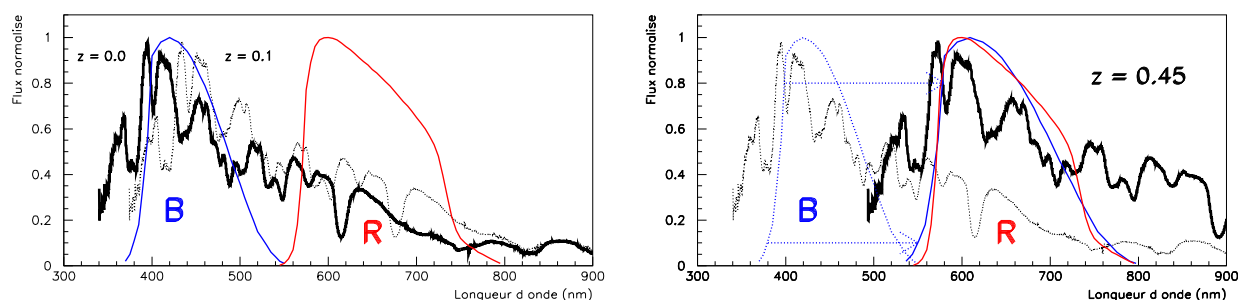 Flux normalise
1
0.8
0.6
0.4
0.2
0
z = 0.0
z = 0.1
B
R
300 400 500 600 700 800 900
Longueur d onde (nm)
Flux normalise
1
0.8
0.6
0.4
0.2
0
z = 0.45
B
R
300 400 500 600 700 800 900
Longueur d onde (nm)